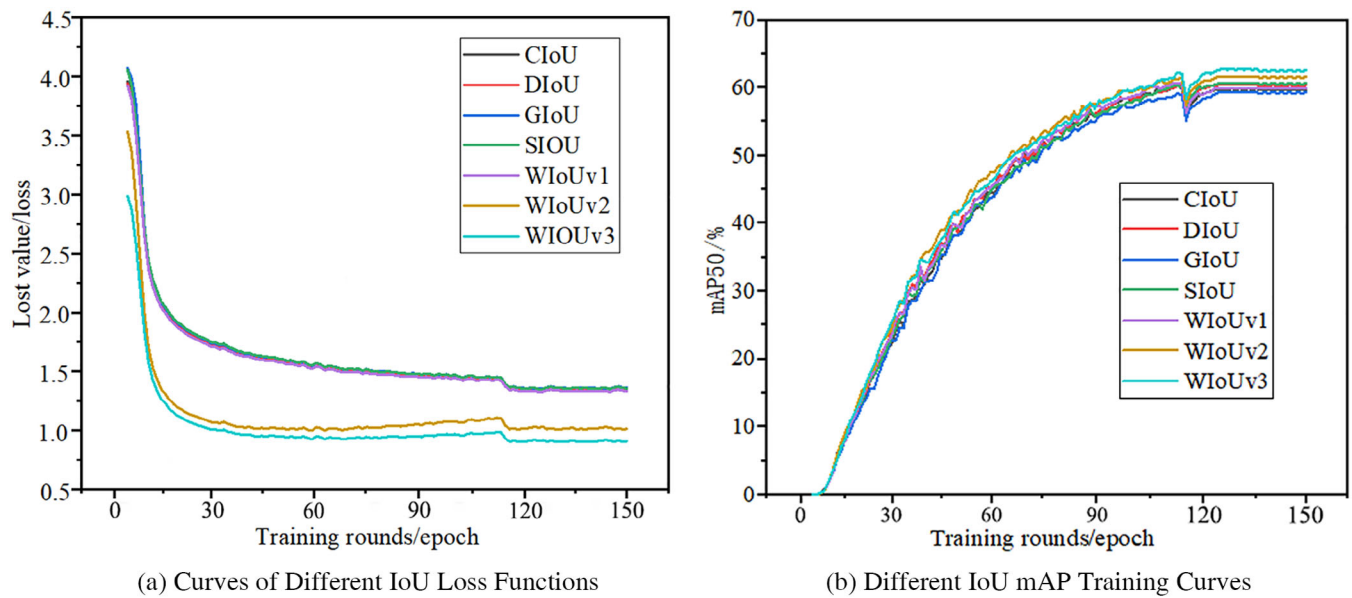 4.5
4.0
3.5
3.0
2.5
2.0
1.5
1.0
0.5
Lost value/loss
CIoU
DIoU
GIoU
SIOU
WIoUv1
WIoUv2
WIOUv3
0 30 60 90 120 150
Training rounds/epoch
(a) Curves of Different IoU Loss Functions
70
60
50
40
30
20
10
0
mAP50/%
CIoU
DIoU
GIoU
SIoU
WIoUv1
WIoUv2
WIoUv3
0 30 60 90 120 150
Training rounds/epoch
(b) Different IoU mAP Training Curves